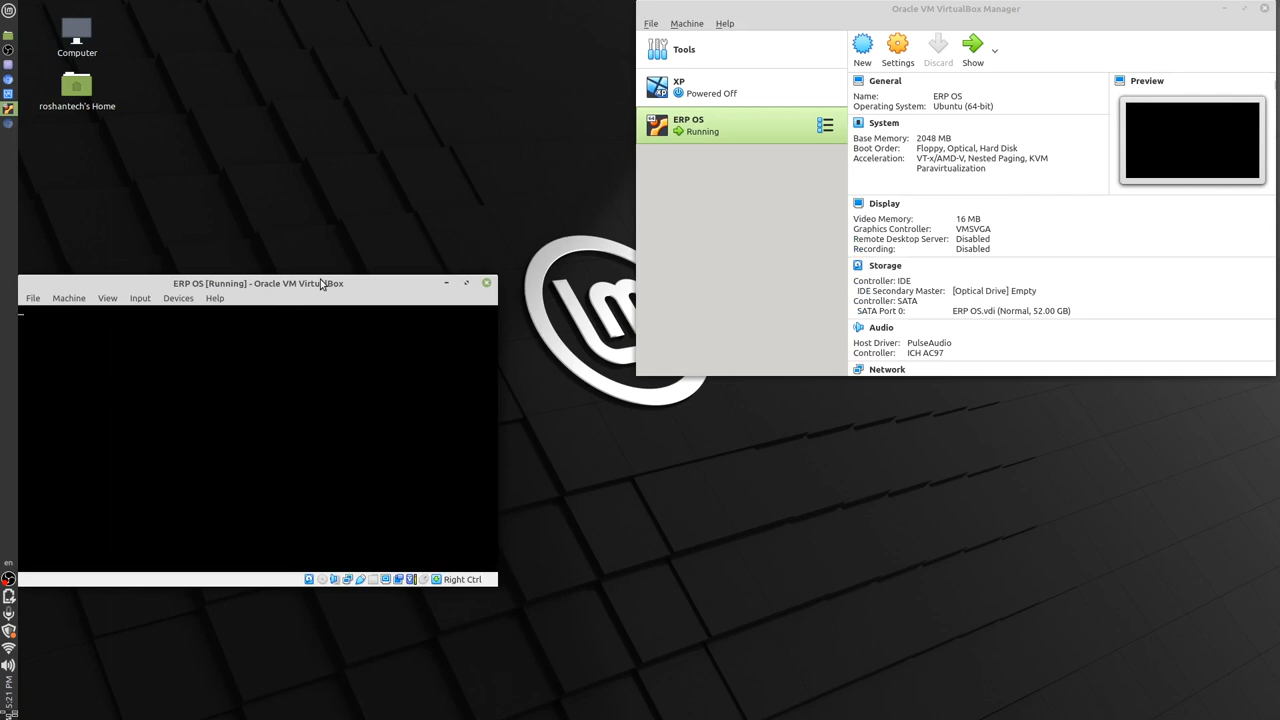 Computer
roshantech's Home
en
5:21 PM
Oracle VM VirtualBox Manager
File Machine Help
Tools
XP
Powered Off
ERP OS
Running
New Settings Discard Show
General
Name: ERP OS
Operating System: Ubuntu (64-bit)
System
Base Memory: 2048 MB
Boot Order: Floppy, Optical, Hard Disk
Acceleration: VT-x/AMD-V, Nested Paging, KVM
Paravirtualization
Preview
Display
Video Memory: 16 MB
Graphics Controller: VMSVGA
Remote Desktop Server: Disabled
Recording: Disabled
Storage
Controller: IDE
IDE Secondary Master: [Optical Drive] Empty
Controller: SATA
SATA Port 0: ERP OS.vdi (Normal, 52.00 GB)
Audio
Host Driver: PulseAudio
Controller: ICH AC97
Network
ERP OS [Running] - Oracle VM VirtualBox
File Machine View Input Devices Help
Right Ctrl